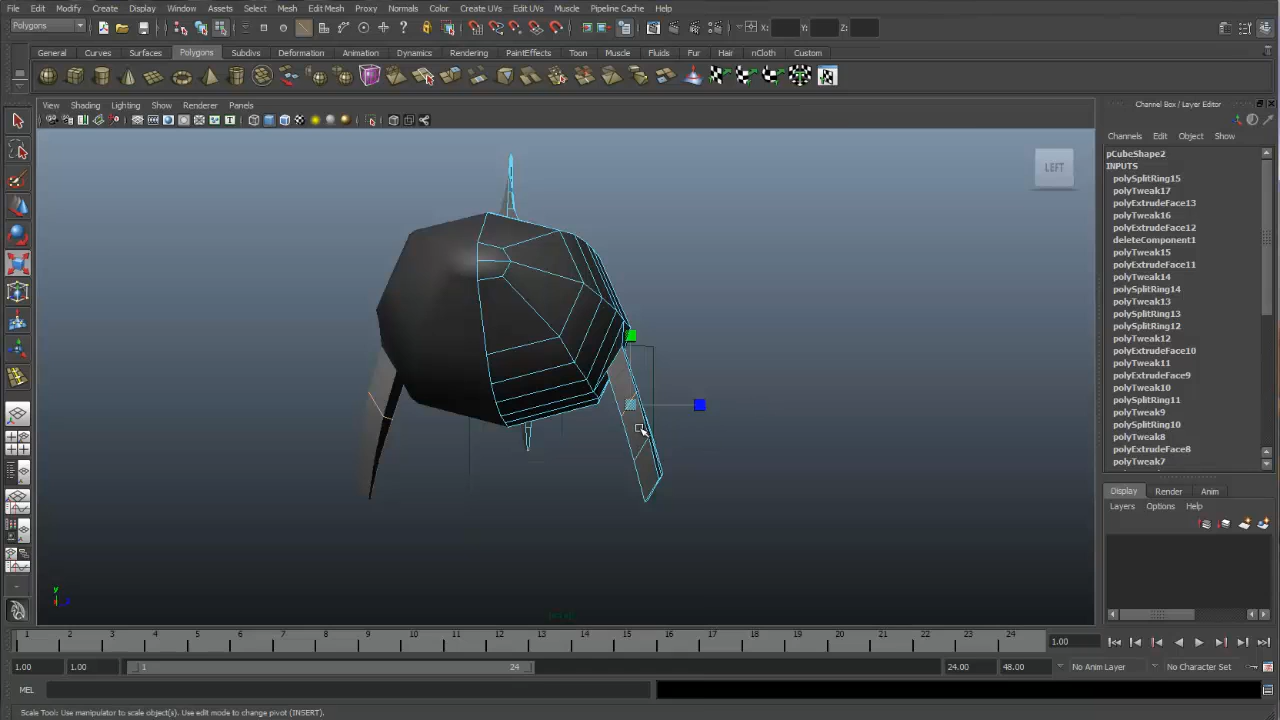 File Edit Modify Create Display Window Assets Select Mesh Edit Mesh Proxy Normals Color Create UVs Edit UVs Muscle Pipeline Cache Help
Polygons X: Y: Z:
General Curves Surfaces Polygons Subdivs Deformation Animation Dynamics Rendering PaintEffects Toon Muscle Fluids Fur Hair nCloth Custom
View Shading Lighting Show Renderer Panels
Channel Box / Layer Editor
Channels Edit Object Show
LEFT
pCubeShape2
INPUTS
polySplitRing15
polyTweak17
polyExtrudeFace13
polyTweak16
polyExtrudeFace12
deleteComponent1
polyTweak15
polyExtrudeFace11
polyTweak14
polySplitRing14
polyTweak13
polySplitRing13
polySplitRing12
polyTweak12
polyExtrudeFace10
polyTweak11
polyExtrudeFace9
polyTweak10
polySplitRing11
polyTweak9
polySplitRing10
polyTweak8
polyExtrudeFace8
polyTweak7
Display Render Anim
Layers Options Help
y
1 2 3 4 5 6 7 8 9 10 11 12 13 14 15 16 17 18 19 20 21 22 23 24 1.00
1.00 1.00 1 24 24.00 48.00 No Anim Layer No Character Set
MEL
Scale Tool: Use manipulator to scale object(s). Use edit mode to change pivot (INSERT).